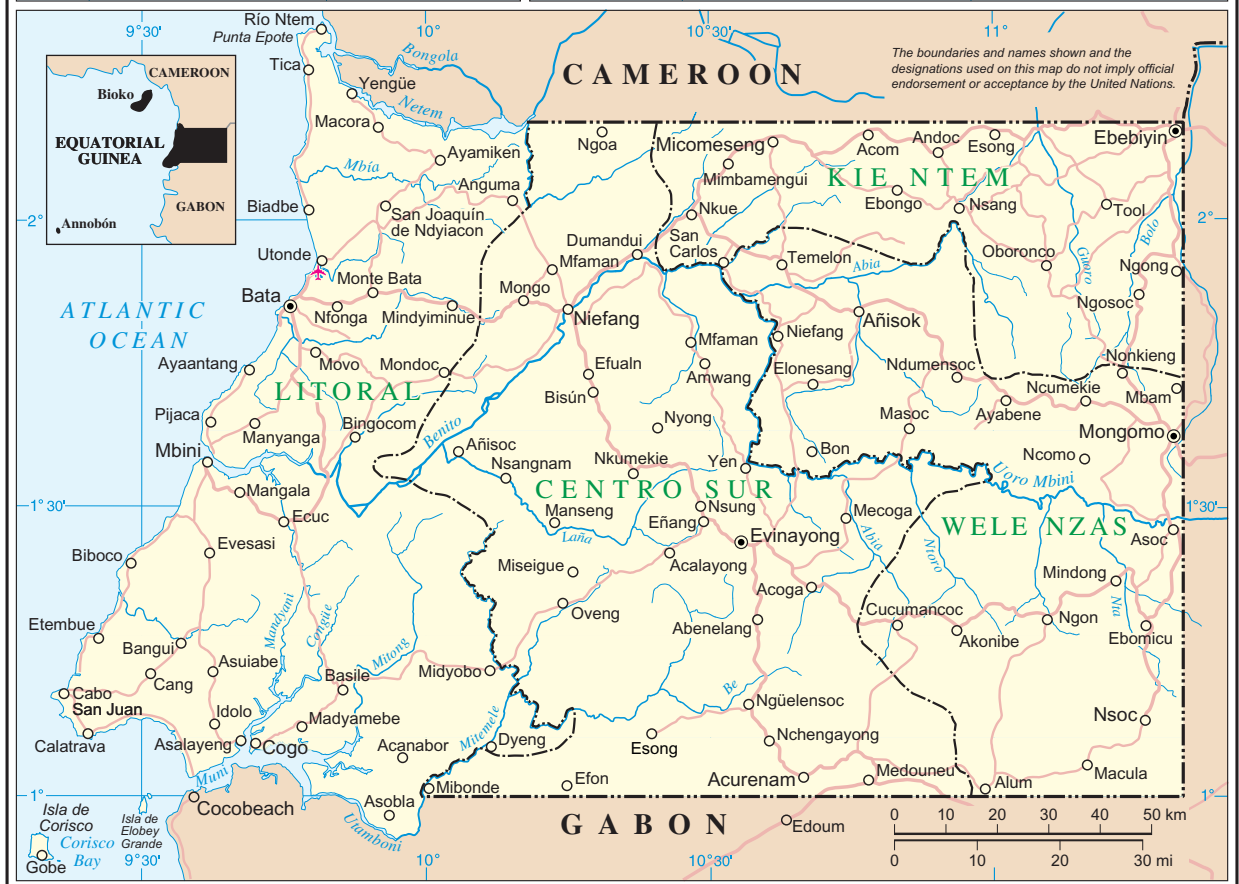 9°30'
10°
10°30'
11°
Río Ntem
Punta Epote
Tica
Bongola
Yengüe
Netem
Macora
CAMEROON
The boundaries and names shown and the
designations used on this map do not imply official
endorsement or acceptance by the United Nations.
CAMEROON
Bioko
EQUATORIAL
GUINEA
GABON
Annobón
Ngoa
Micomeseng
Acom
Andoc
Esong
Ebebiyin
Ayamiken
Mbía
Anguma
Mimbamengui
KIE NTEM
Ebongo
Nsang
Tool
Bolo
Biadbe
San Joaquín
de Ndyiacon
Nkue
2°
2°
Utonde
Dumandui
Mfaman
San
Carlos
Temelon
Abia
Oboronco
Guoro
Ngong
Monte Bata
Mongo
Ngosoc
Bata
Nfonga
Mindyiminue
Niefang
Niefang
Añisok
ATLANTIC
OCEAN
Ayaantang
Movo
Mondoc
Mfaman
Amwang
Efualn
Elonesang
Ndumensoc
Nonkieng
Ncumekie
Mbam
LITORAL
Bisún
Pijaca
Manyanga
Bingocom
Benito
Nyong
Masoc
Ayabene
Mongomo
Mbini
Añisoc
Nsangnam
Nkumekie
Yen
Bon
Ncomo
Uoro Mbini
Mangala
CENTRO SUR
1°30'
1°30'
Ecuc
Manseng
Nsung
Eñang
Mecoga
WELE NZAS
Asoc
Evesasi
Laña
Evinayong
Abia
Ntoro
Biboco
Miseigue
Acalayong
Mindong
Acoga
Nta
Mandyani
Congüe
Oveng
Cucumancoc
Etembue
Abenelang
Akonibe
Ngon
Ebomicu
Bangui
Mitong
Asuiabe
Cang
Basile
Midyobo
Be
Cabo
San Juan
Idolo
Madyamebe
Ngüelensoc
Nsoc
Calatrava
Asalayeng
Cogo
Mitemele
Dyeng
Esong
Nchengayong
Acanabor
Muni
Mibonde
Efon
Acurenam
Medouneu
Macula
Alum
1°
1°
Cocobeach
Asobla
Isla de
Corisco
Isla de
Elobey
Grande
Utamboni
GABON
Edoum
0 10 20 30 40 50 km
0 10 20 30 mi
Corisco
Bay
Gobe
9°30'
10°
10°30'